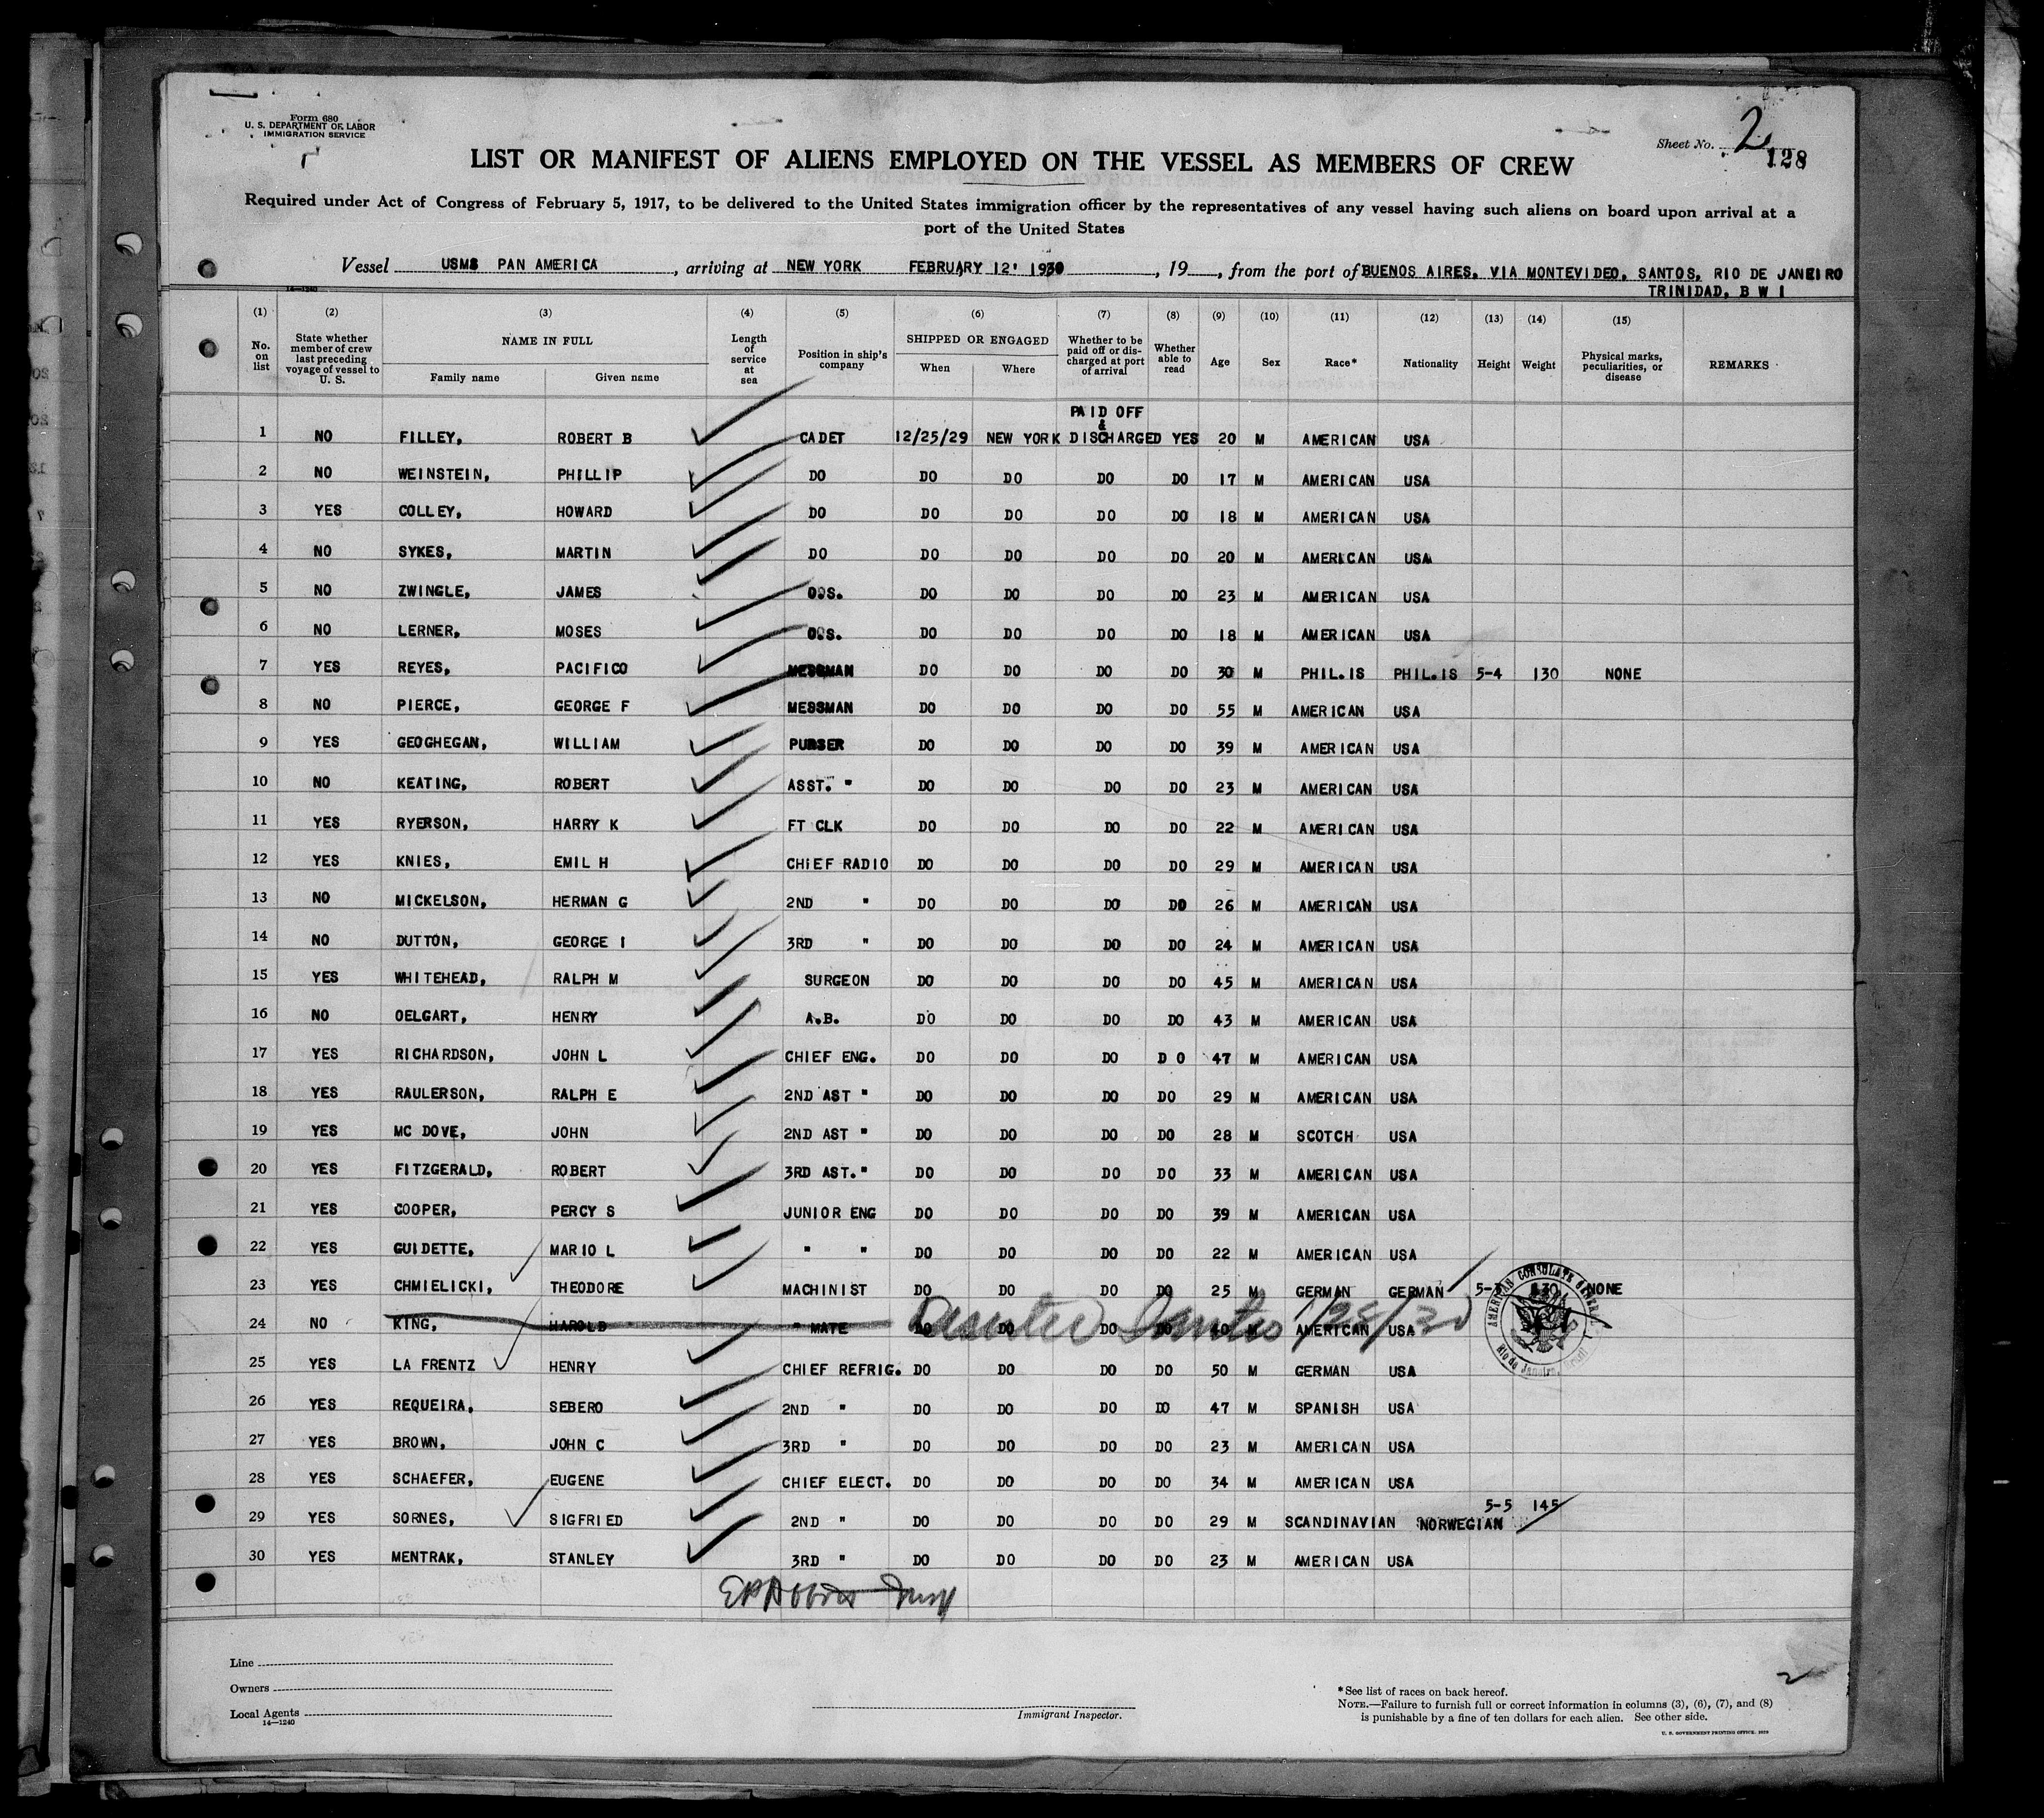 Form 680
U. S. DEPARTMENT OF LABOR
IMMIGRATION SERVICE
Sheet No. 2
128
LIST OR MANIFEST OF ALIENS EMPLOYED ON THE VESSEL AS MEMBERS OF CREW
Required under Act of Congress of February 5, 1917, to be delivered to the United States immigration officer by the representatives of any vessel having such aliens on board upon arrival at a
port of the United States
Vessel USMS PAN AMERICA, arriving at NEW YORK FEBRUARY 12' 1930, 19, from the port of BUENOS AIRES, VIA MONTEVIDEO, SANTOS, RIO DE JANEIRO
TRINIDAD, B W I
14—1240
(1) (2) (3) (4) (5) (6) (7) (8) (9) (10) (11) (12) (13) (14) (15)
No. on list State whether member of crew last preceding voyage of vessel to U. S. NAME IN FULL Family name Given name Length of service at sea Position in ship's company SHIPPED OR ENGAGED When Where Whether to be paid off or discharged at port of arrival Whether able to read Age Sex Race* Nationality Height Weight Physical marks, peculiarities, or disease REMARKS
PAID OFF
&
1 NO FILLEY, ROBERT B CADET 12/25/29 NEW YORK DISCHARGED YES 20 M AMERICAN USA
2 NO WEINSTEIN, PHILLIP DO DO DO DO DO 17 M AMERICAN USA
3 YES COLLEY, HOWARD DO DO DO DO DO 18 M AMERICAN USA
4 NO SYKES, MARTIN DO DO DO DO DO 20 M AMERICAN USA
5 NO ZWINGLE, JAMES O.S. DO DO DO DO 23 M AMERICAN USA
6 NO LERNER, MOSES O.S. DO DO DO DO 18 M AMERICAN USA
7 YES REYES, PACIFICO MESSMAN DO DO DO DO 30 M PHIL.IS PHIL.IS 5-4 130 NONE
8 NO PIERCE, GEORGE F MESSMAN DO DO DO DO 55 M AMERICAN USA
9 YES GEOGHEGAN, WILLIAM PURSER DO DO DO DO 39 M AMERICAN USA
10 NO KEATING, ROBERT ASST. " DO DO DO DO 23 M AMERICAN USA
11 YES RYERSON, HARRY K FT CLK DO DO DO DO 22 M AMERICAN USA
12 YES KNIES, EMIL H CHIEF RADIO DO DO DO DO 29 M AMERICAN USA
13 NO MICKELSON, HERMAN G 2ND " DO DO DO DO 26 M AMERICAN USA
14 NO DUTTON, GEORGE I 3RD " DO DO DO DO 24 M AMERICAN USA
15 YES WHITEHEAD, RALPH M SURGEON DO DO DO DO 45 M AMERICAN USA
16 NO OELGART, HENRY A.B. DO DO DO DO 43 M AMERICAN USA
17 YES RICHARDSON, JOHN L CHIEF ENG. DO DO DO D O 47 M AMERICAN USA
18 YES RAULERSON, RALPH E 2ND AST " DO DO DO DO 29 M AMERICAN USA
19 YES MC DOVE, JOHN 2ND AST " DO DO DO DO 28 M SCOTCH USA
20 YES FITZGERALD, ROBERT 3RD AST. " DO DO DO DO 33 M AMERICAN USA
21 YES COOPER, PERCY S JUNIOR ENG DO DO DO DO 39 M AMERICAN USA
22 YES GUIDETTE, MARIO L " " DO DO DO DO 22 M AMERICAN USA
23 YES CHMIELICKI, THEODORE MACHINIST DO DO DO DO 25 M GERMAN GERMAN 130 NONE
24 NO KING, HAROLD " MATE DO DO DO DO 40 M AMERICAN USA
Deserted Santos 1/28/30
AMERICAN CONSULATE GENERAL
Rio de Janeiro, Brazil
25 YES LA FRENTZ HENRY CHIEF REFRIG. DO DO DO DO 50 M GERMAN USA
26 YES REQUEIRA, SEBERO 2ND " DO DO DO DO 47 M SPANISH USA
27 YES BROWN, JOHN C 3RD " DO DO DO DO 23 M AMERICAN USA
28 YES SCHAEFER, EUGENE CHIEF ELECT. DO DO DO DO 34 M AMERICAN USA
29 YES SORNES, SIGFRIED 2ND " DO DO DO DO 29 M SCANDINAVIAN NORWEGIAN 5-5 145
30 YES MENTRAK, STANLEY 3RD " DO DO DO DO 23 M AMERICAN USA
Line
Owners
Local Agents
14—1240
Immigrant Inspector.
2
*See list of races on back hereof.
NOTE.—Failure to furnish full or correct information in columns (3), (6), (7), and (8)
is punishable by a fine of ten dollars for each alien. See other side.
U. S. GOVERNMENT PRINTING OFFICE